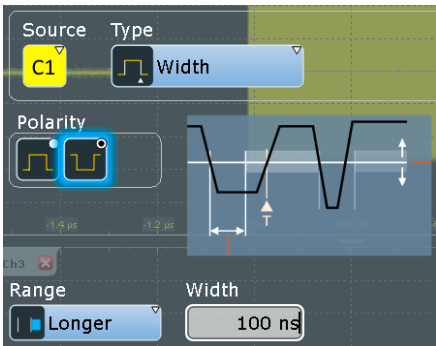 Source Type
C1 Width
Polarity
T
-1.4 µs -1.2 µs
Ch3
Range Width
Longer 100 ns